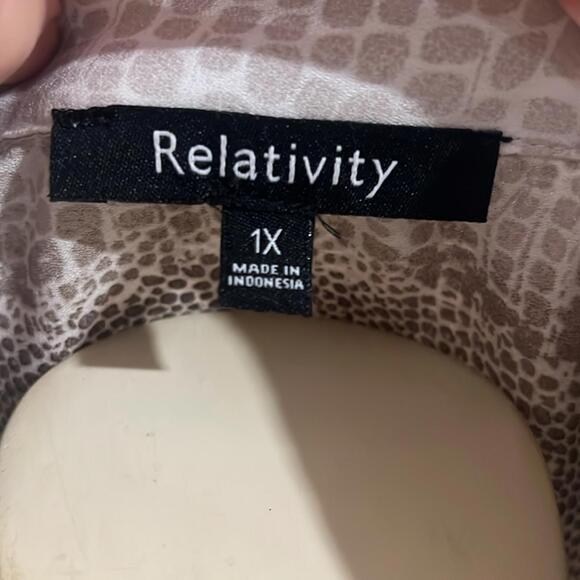 Relativity
1X
MADE IN
INDONESIA